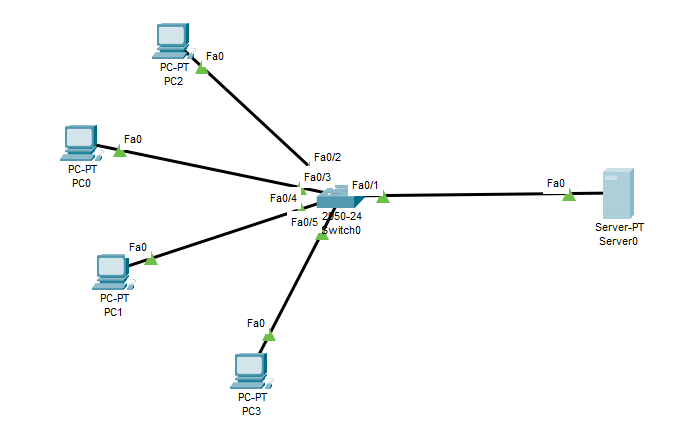 Fa0
PC-PT
PC2
Fa0
PC-PT
PC0
Fa0/2
Fa0/3
Fa0/1
Fa0/4
Fa0/5
2950-24
Switch0
Fa0
Server-PT
Server0
Fa0
PC-PT
PC1
Fa0
PC-PT
PC3